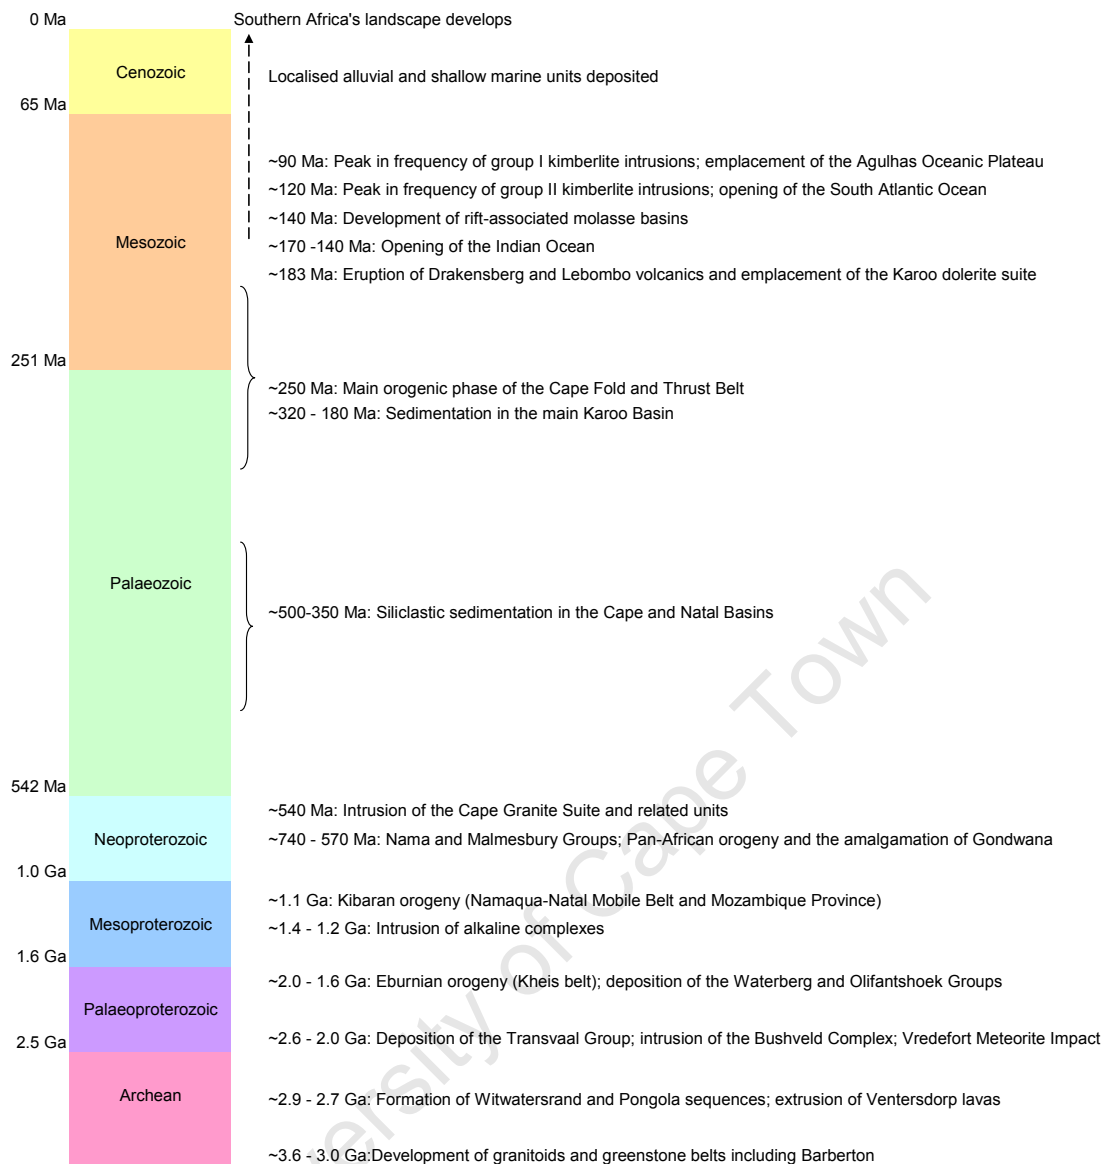 0 Ma Southern Africa's landscape develops
Cenozoic
Localised alluvial and shallow marine units deposited
65 Ma
~90 Ma: Peak in frequency of group I kimberlite intrusions; emplacement of the Agulhas Oceanic Plateau
~120 Ma: Peak in frequency of group II kimberlite intrusions; opening of the South Atlantic Ocean
~140 Ma: Development of rift-associated molasse basins
Mesozoic
~170 -140 Ma: Opening of the Indian Ocean
~183 Ma: Eruption of Drakensberg and Lebombo volcanics and emplacement of the Karoo dolerite suite
251 Ma
~250 Ma: Main orogenic phase of the Cape Fold and Thrust Belt
~320 - 180 Ma: Sedimentation in the main Karoo Basin
Palaeozoic
~500-350 Ma: Siliclastic sedimentation in the Cape and Natal Basins
542 Ma
~540 Ma: Intrusion of the Cape Granite Suite and related units
Neoproterozoic
~740 - 570 Ma: Nama and Malmesbury Groups; Pan-African orogeny and the amalgamation of Gondwana
1.0 Ga
~1.1 Ga: Kibaran orogeny (Namaqua-Natal Mobile Belt and Mozambique Province)
Mesoproterozoic
~1.4 - 1.2 Ga: Intrusion of alkaline complexes
1.6 Ga
~2.0 - 1.6 Ga: Eburnian orogeny (Kheis belt); deposition of the Waterberg and Olifantshoek Groups
Palaeoproterozoic
2.5 Ga
~2.6 - 2.0 Ga: Deposition of the Transvaal Group; intrusion of the Bushveld Complex; Vredefort Meteorite Impact
Archean
~2.9 - 2.7 Ga: Formation of Witwatersrand and Pongola sequences; extrusion of Ventersdorp lavas
~3.6 - 3.0 Ga:Development of granitoids and greenstone belts including Barberton
ersity of Cape Town